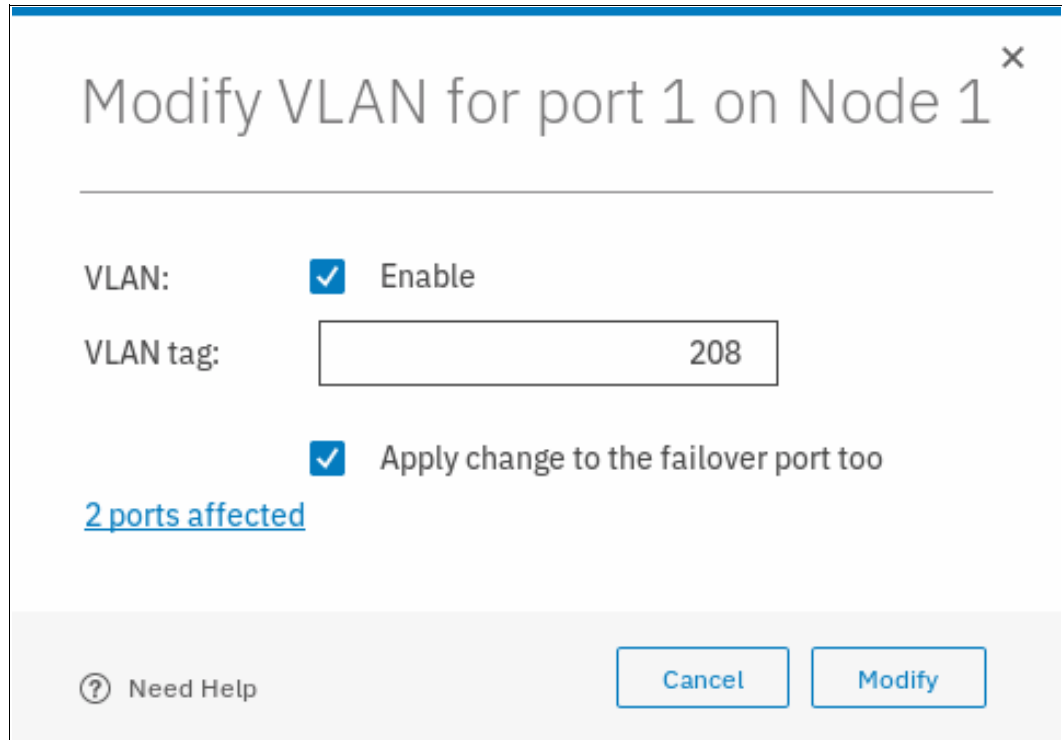 Modify VLAN for port 1 on Node 1
VLAN: Enable
VLAN tag: 208
Apply change to the failover port too
2 ports affected
Need Help Cancel Modify